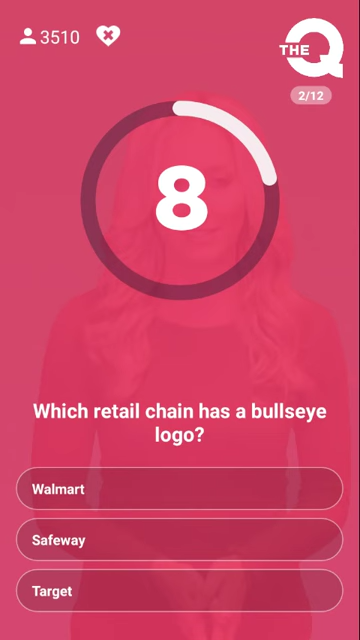 3510
THE Q
2/12
8
Which retail chain has a bullseye
logo?
Walmart
Safeway
Target